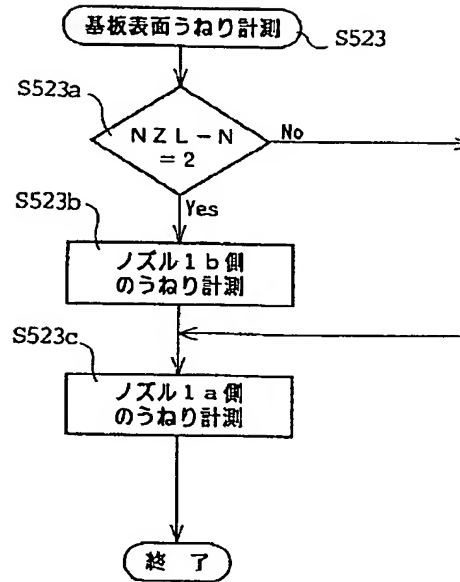 基板表面うねり計測
S523
S523a
NZL-N
=2
No
Yes
S523b
ノズル1b側
のうねり計測
S523c
ノズル1a側
のうねり計測
終 了